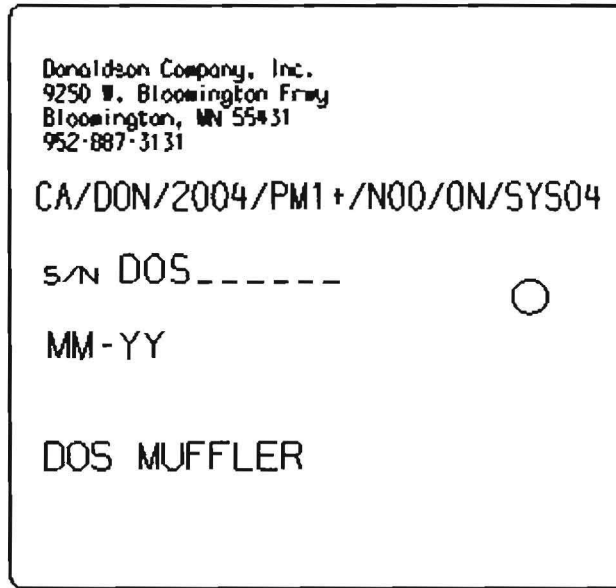 Donaldson Company, Inc.
9250 W. Bloomington Frwy
Bloomington, MN 55431
952-887-3131
CA/DON/2004/PM1+/N00/ON/SYS04
S/N DOS______
MM-YY
DOS MUFFLER